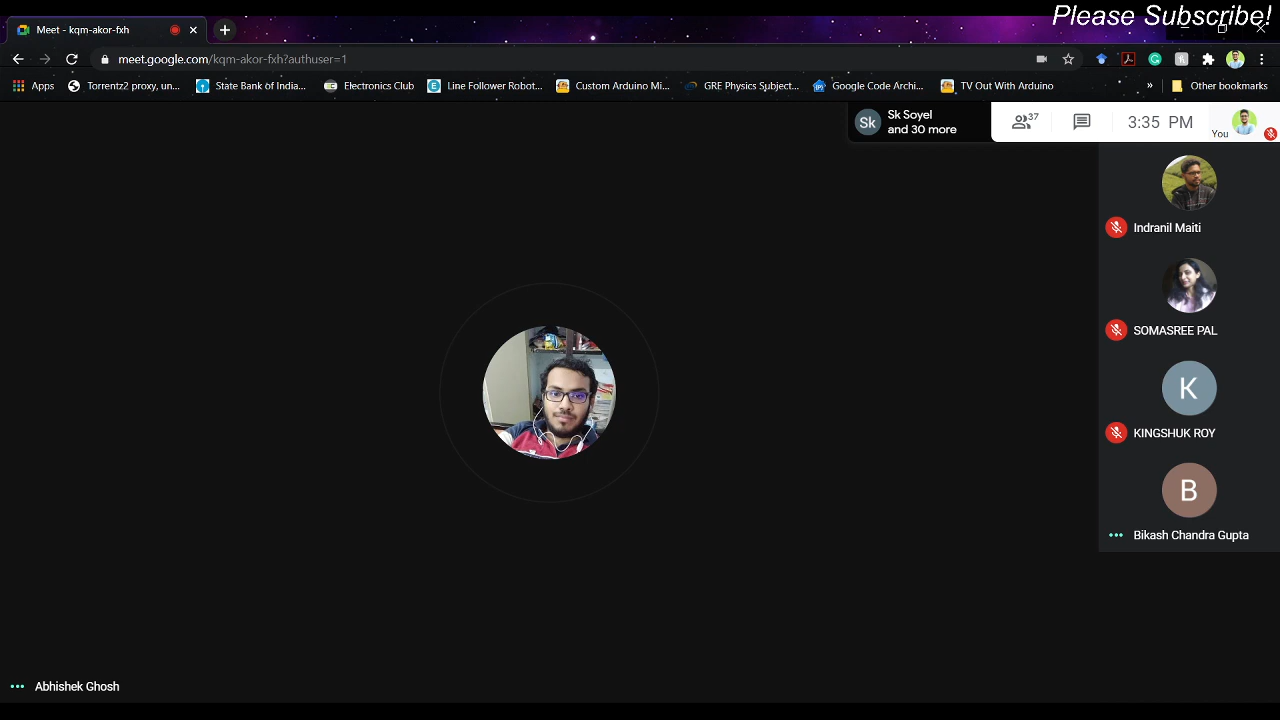 Please Subscribe!
Meet - kqm-akor-fxh
meet.google.com/kqm-akor-fxh?authuser=1
Apps Torrentz2 proxy, un... State Bank of India... Electronics Club Line Follower Robot... Custom Arduino Mi... GRE Physics Subject... Google Code Archi... TV Out With Arduino » Other bookmarks
Sk Sk Soyel
and 30 more
37
3:35 PM
You
Indranil Maiti
SOMASREE PAL
K
KINGSHUK ROY
B
Bikash Chandra Gupta
Abhishek Ghosh